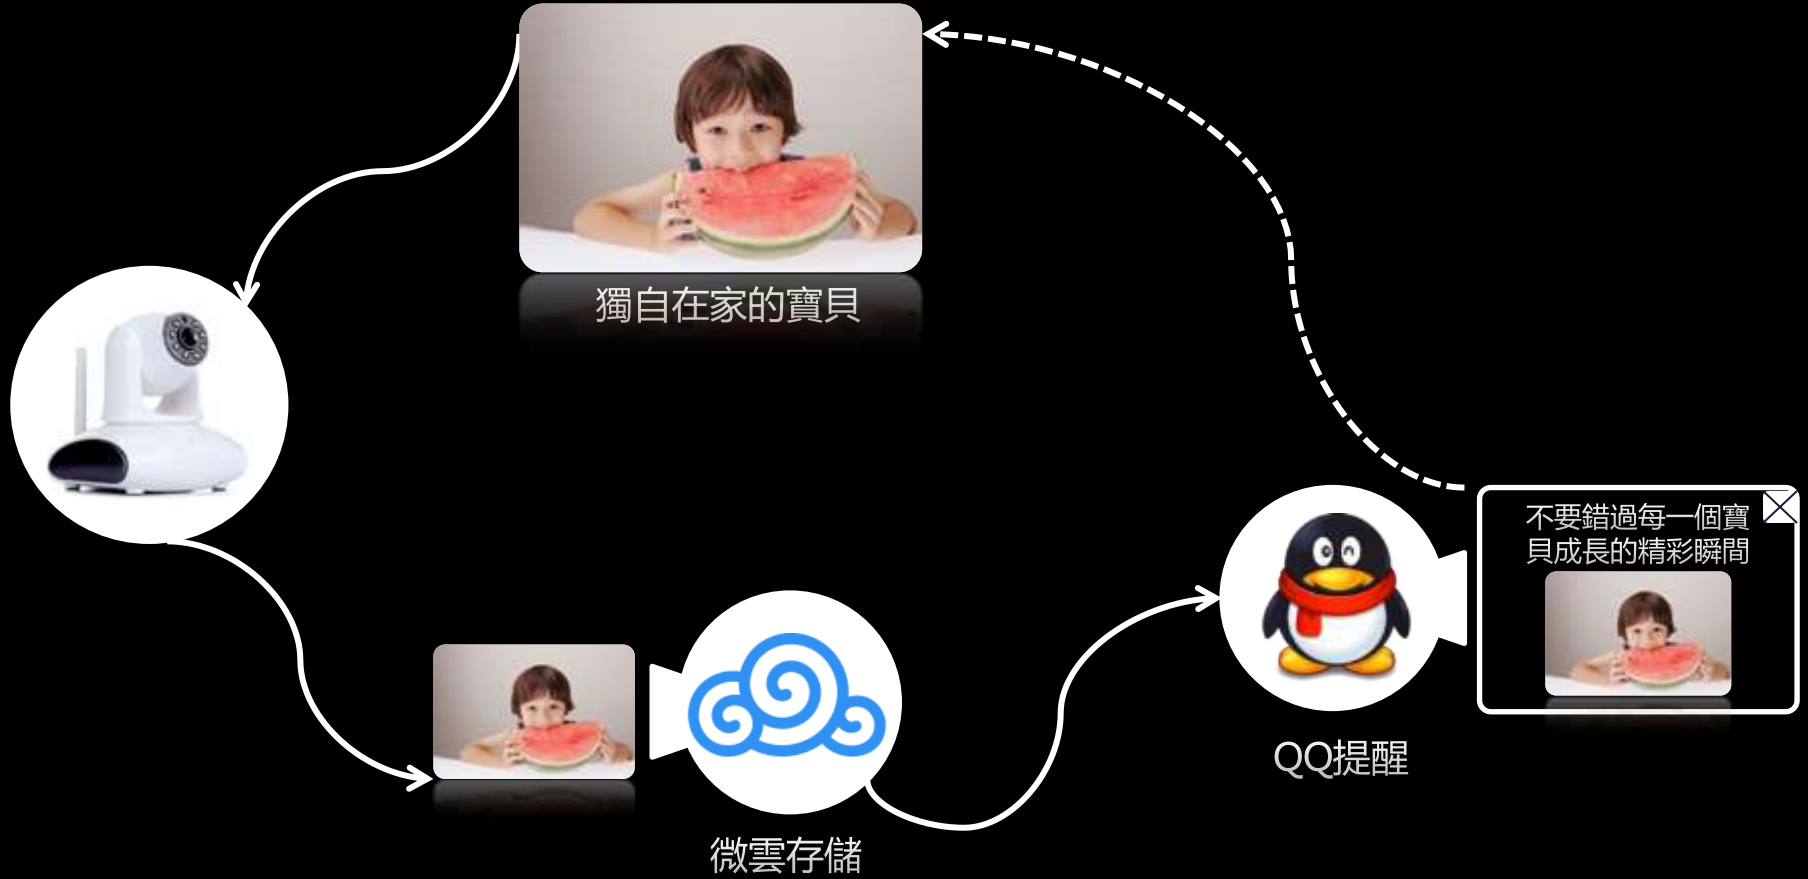 獨自在家的寶貝
不要錯過每一個寶
貝成長的精彩瞬間
QQ提醒
微雲存儲